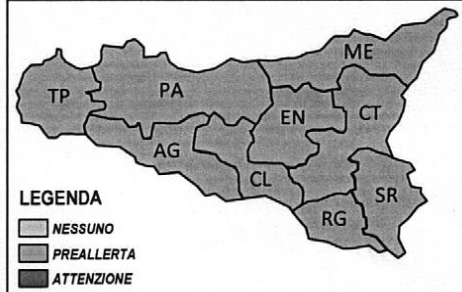 ME
TP
PA
EN
CT
AG
CL
SR
RG
LEGENDA
NESSUNO
PREALLERTA
ATTENZIONE